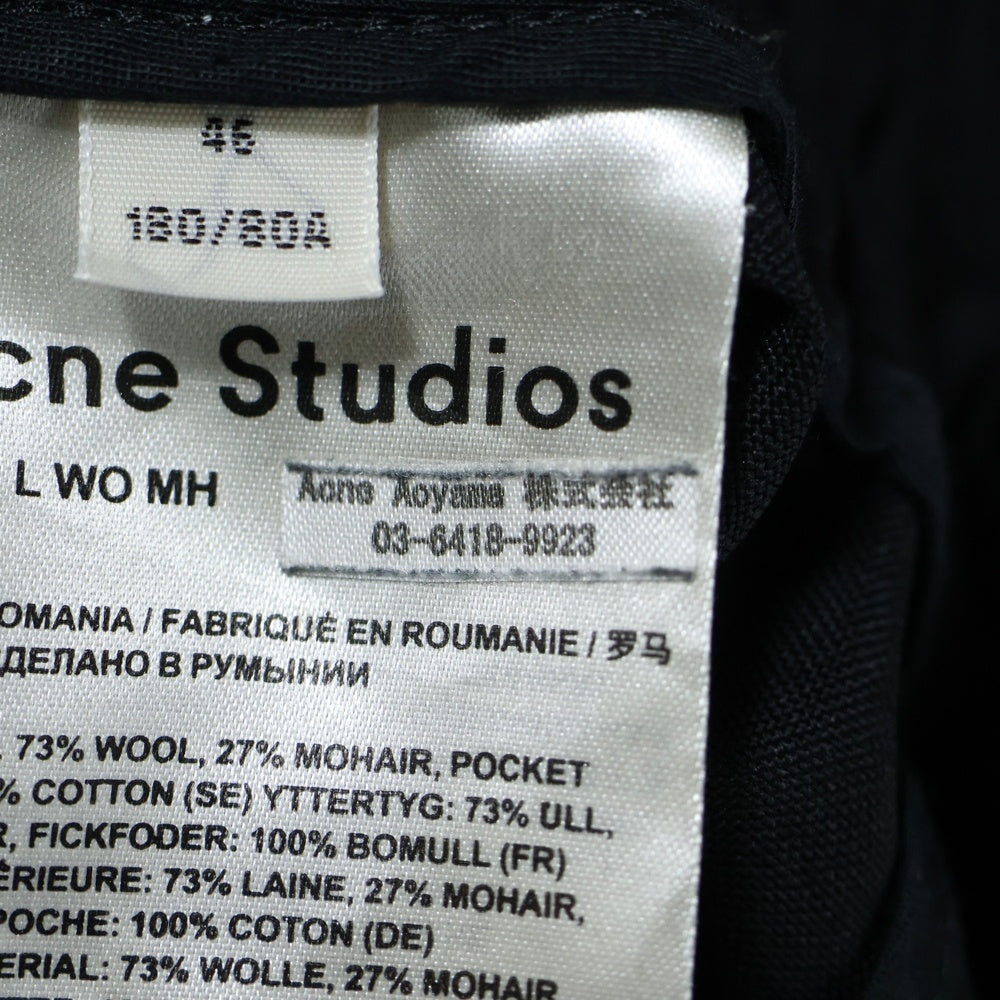 46
180/80A
cne Studios
L WO MH
Acne Aoyama 株式会社
03-6418-9923
OMANIA / FABRIQUÉ EN ROUMANIE / 罗马
ДЕЛАНО В РУМЫНИИ
73% WOOL, 27% MOHAIR, POCKET
% COTTON (SE) YTTERTYG: 73% ULL,
R, FICKFODER: 100% BOMULL (FR)
ÉRIEURE: 73% LAINE, 27% MOHAIR,
POCHE: 100% COTON (DE)
ERIAL: 73% WOLLE, 27% MOHAIR